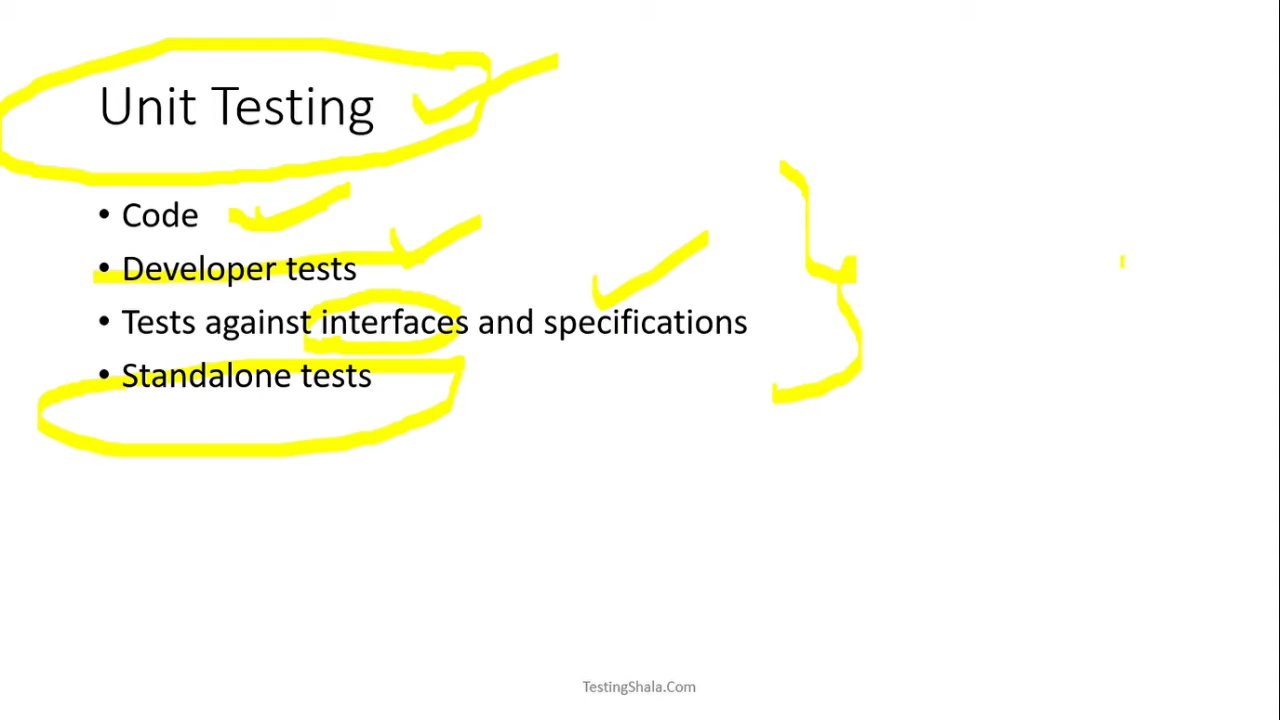 Unit Testing
• Code
• Developer tests
• Tests against interfaces and specifications
• Standalone tests
TestingShala.Com